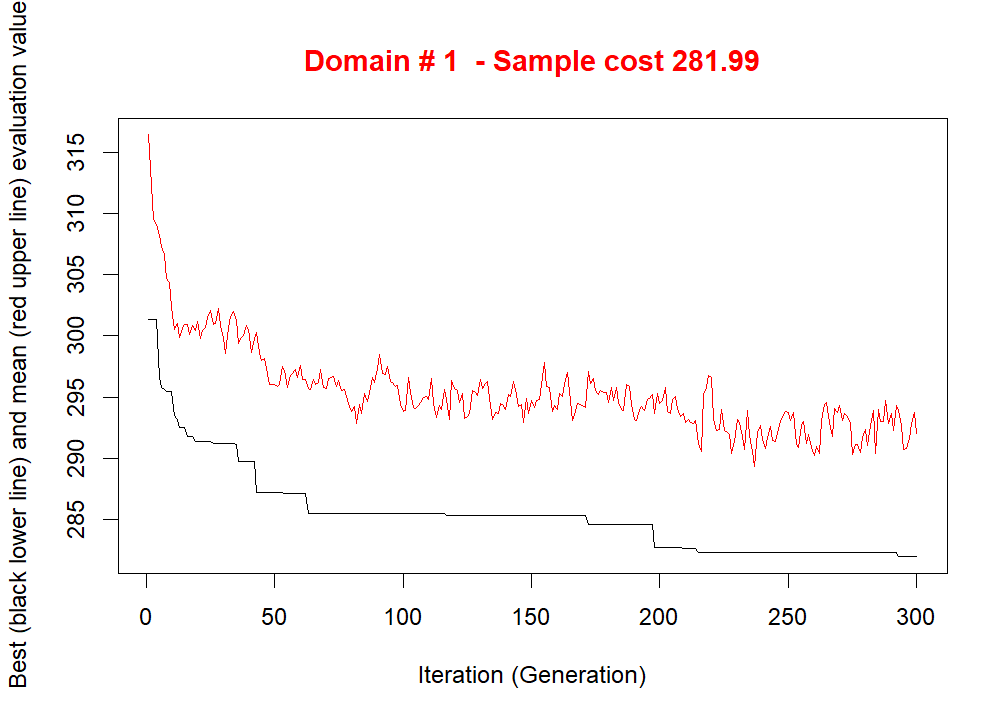 Domain # 1  - Sample cost 281.99
Best (black lower line) and mean (red upper line) evaluation value
315
310
305
300
295
290
285
0 50 100 150 200 250 300
Iteration (Generation)